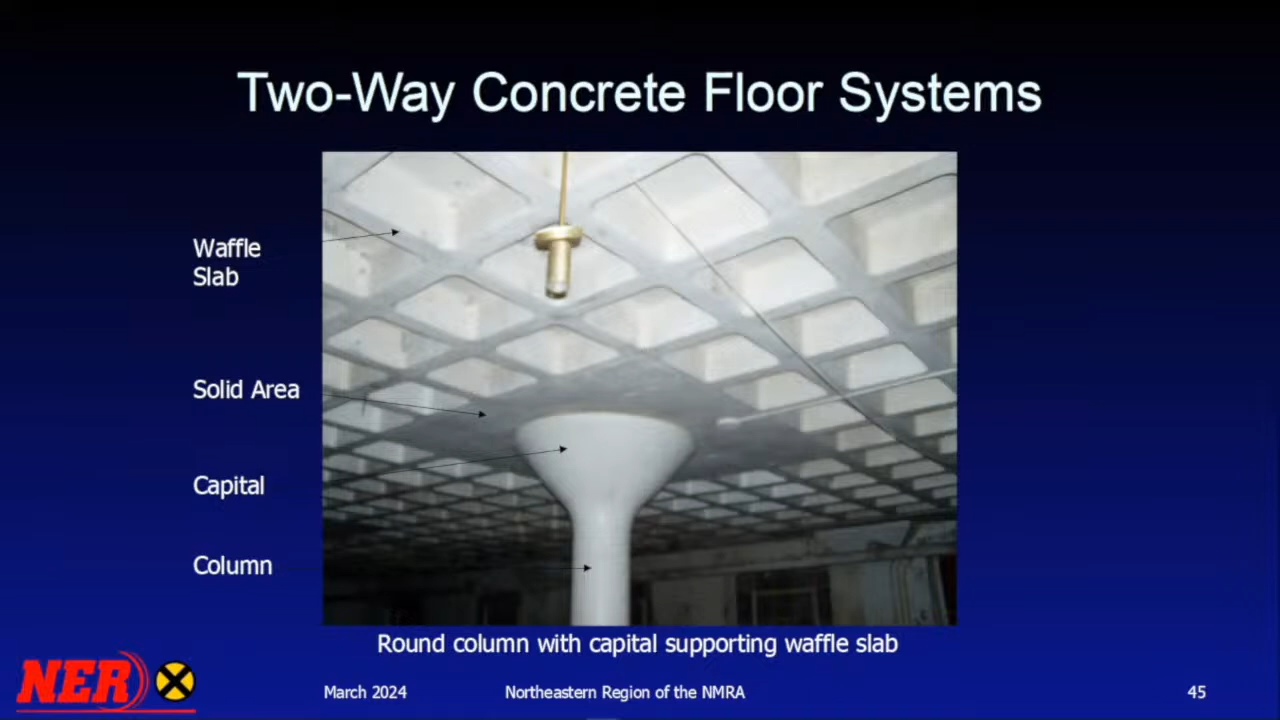 Two-Way Concrete Floor Systems
Waffle
Slab
Solid Area
Capital
Column
Round column with capital supporting waffle slab
NER
March 2024
Northeastern Region of the NMRA
45